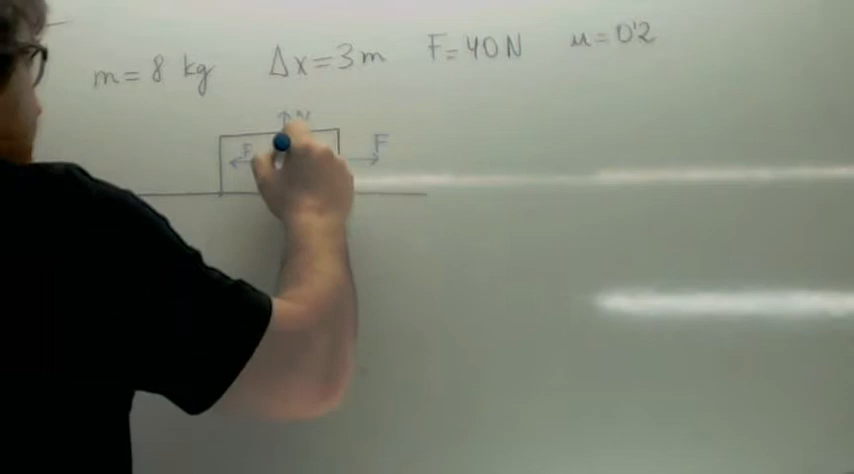 m = 8 kg Δx = 3 m F = 40 N μ = 0'2
N
F F